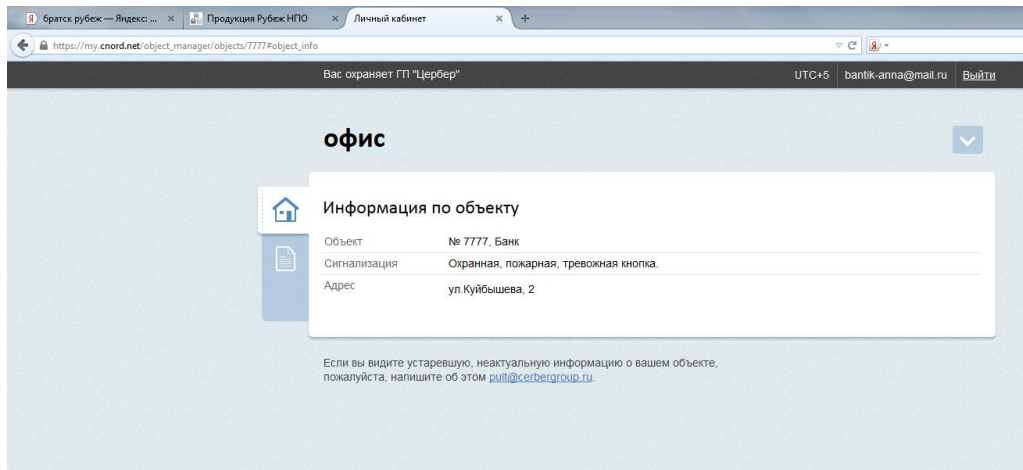 братск рубеж — Яндекс: ...
Продукция Рубеж НПО
Личный кабинет
https://my.cnord.net/object_manager/objects/7777#object_info
Вас охраняет ГП "Цербер"
UTC+5 bantik-anna@mail.ru Выйти
офис
Информация по объекту
Объект № 7777, Банк
Сигнализация Охранная, пожарная, тревожная кнопка.
Адрес ул.Куйбышева, 2
Если вы видите устаревшую, неактуальную информацию о вашем объекте,
пожалуйста, напишите об этом pult@cerbergroup.ru.